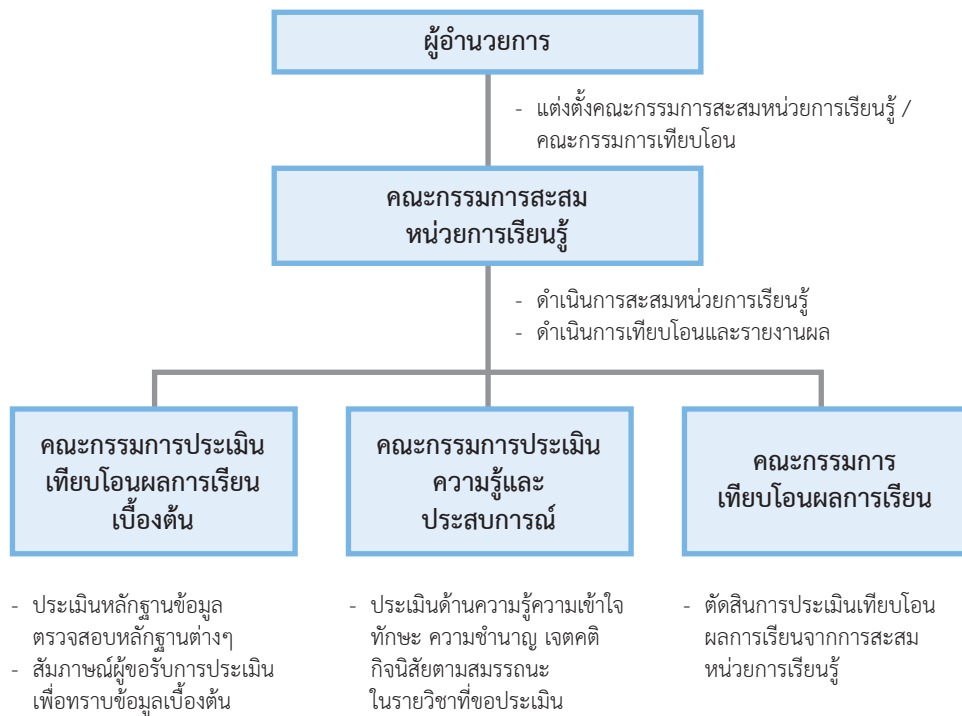 ผู้อำนวยการ
- แต่งตั้งคณะกรรมการสะสมหน่วยการเรียนรู้ /
คณะกรรมการเทียบโอน
คณะกรรมการสะสม
หน่วยการเรียนรู้
- ดำเนินการสะสมหน่วยการเรียนรู้
- ดำเนินการเทียบโอนและรายงานผล
คณะกรรมการประเมิน
เทียบโอนผลการเรียน
เบื้องต้น
- ประเมินหลักฐานข้อมูล
ตรวจสอบหลักฐานต่างๆ
- สัมภาษณ์ผู้ขอรับการประเมิน
เพื่อทราบข้อมูลเบื้องต้น
คณะกรรมการประเมิน
ความรู้และ
ประสบการณ์
- ประเมินด้านความรู้ความเข้าใจ
ทักษะ ความชำนาญ เจตคติ
กิจนิสัยตามสมรรถนะ
ในรายวิชาที่ขอประเมิน
คณะกรรมการ
เทียบโอนผลการเรียน
- ตัดสินการประเมินเทียบโอน
ผลการเรียนจากการสะสม
หน่วยการเรียนรู้